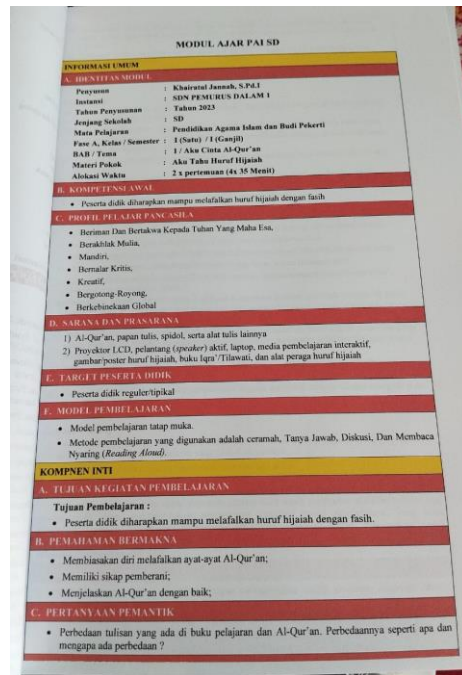 MODUL AJAR PAI SD
INFORMASI UMUM
A. IDENTITAS MODUL
Penyusun : Khairatul Jannah, S.Pd.I
Instansi : SDN PEMURUS DALAM 1
Tahun Penyusunan : Tahun 2023
Jenjang Sekolah : SD
Mata Pelajaran : Pendidikan Agama Islam dan Budi Pekerti
Fase A, Kelas / Semester : I (Satu) / I (Ganjil)
BAB / Tema : 1 / Aku Cinta Al-Qur'an
Materi Pokok : Aku Tahu Huruf Hijaiah
Alokasi Waktu : 2 x pertemuan (4x 35 Menit)
B. KOMPETENSI AWAL
• Peserta didik diharapkan mampu melafalkan huruf hijaiah dengan fasih
C. PROFIL PELAJAR PANCASILA
• Beriman Dan Bertakwa Kepada Tuhan Yang Maha Esa,
• Berakhlak Mulia,
• Mandiri,
• Bernalar Kritis,
• Kreatif,
• Bergotong-Royong,
• Berkebinekaan Global
D. SARANA DAN PRASARANA
1) Al-Qur'an, papan tulis, spidol, serta alat tulis lainnya
2) Proyektor LCD, pelantang (speaker) aktif, laptop, media pembelajaran interaktif,
gambar/poster huruf hijaiah, buku Iqra'/Tilawati, dan alat peraga huruf hijaiah
E. TARGET PESERTA DIDIK
• Peserta didik reguler/tipikal
F. MODEL PEMBELAJARAN
• Model pembelajaran tatap muka.
• Metode pembelajaran yang digunakan adalah ceramah, Tanya Jawab, Diskusi, Dan Membaca
Nyaring (Reading Aloud).
KOMPNEN INTI
A. TUJUAN KEGIATAN PEMBELAJARAN
Tujuan Pembelajaran :
• Peserta didik diharapkan mampu melafalkan huruf hijaiah dengan fasih.
B. PEMAHAMAN BERMAKNA
• Membiasakan diri melafalkan ayat-ayat Al-Qur'an;
• Memiliki sikap pemberani;
• Menjelaskan Al-Qur'an dengan baik;
C. PERTANYAAN PEMANTIK
• Perbedaan tulisan yang ada di buku pelajaran dan Al-Qur'an. Perbedaannya seperti apa dan
mengapa ada perbedaan ?